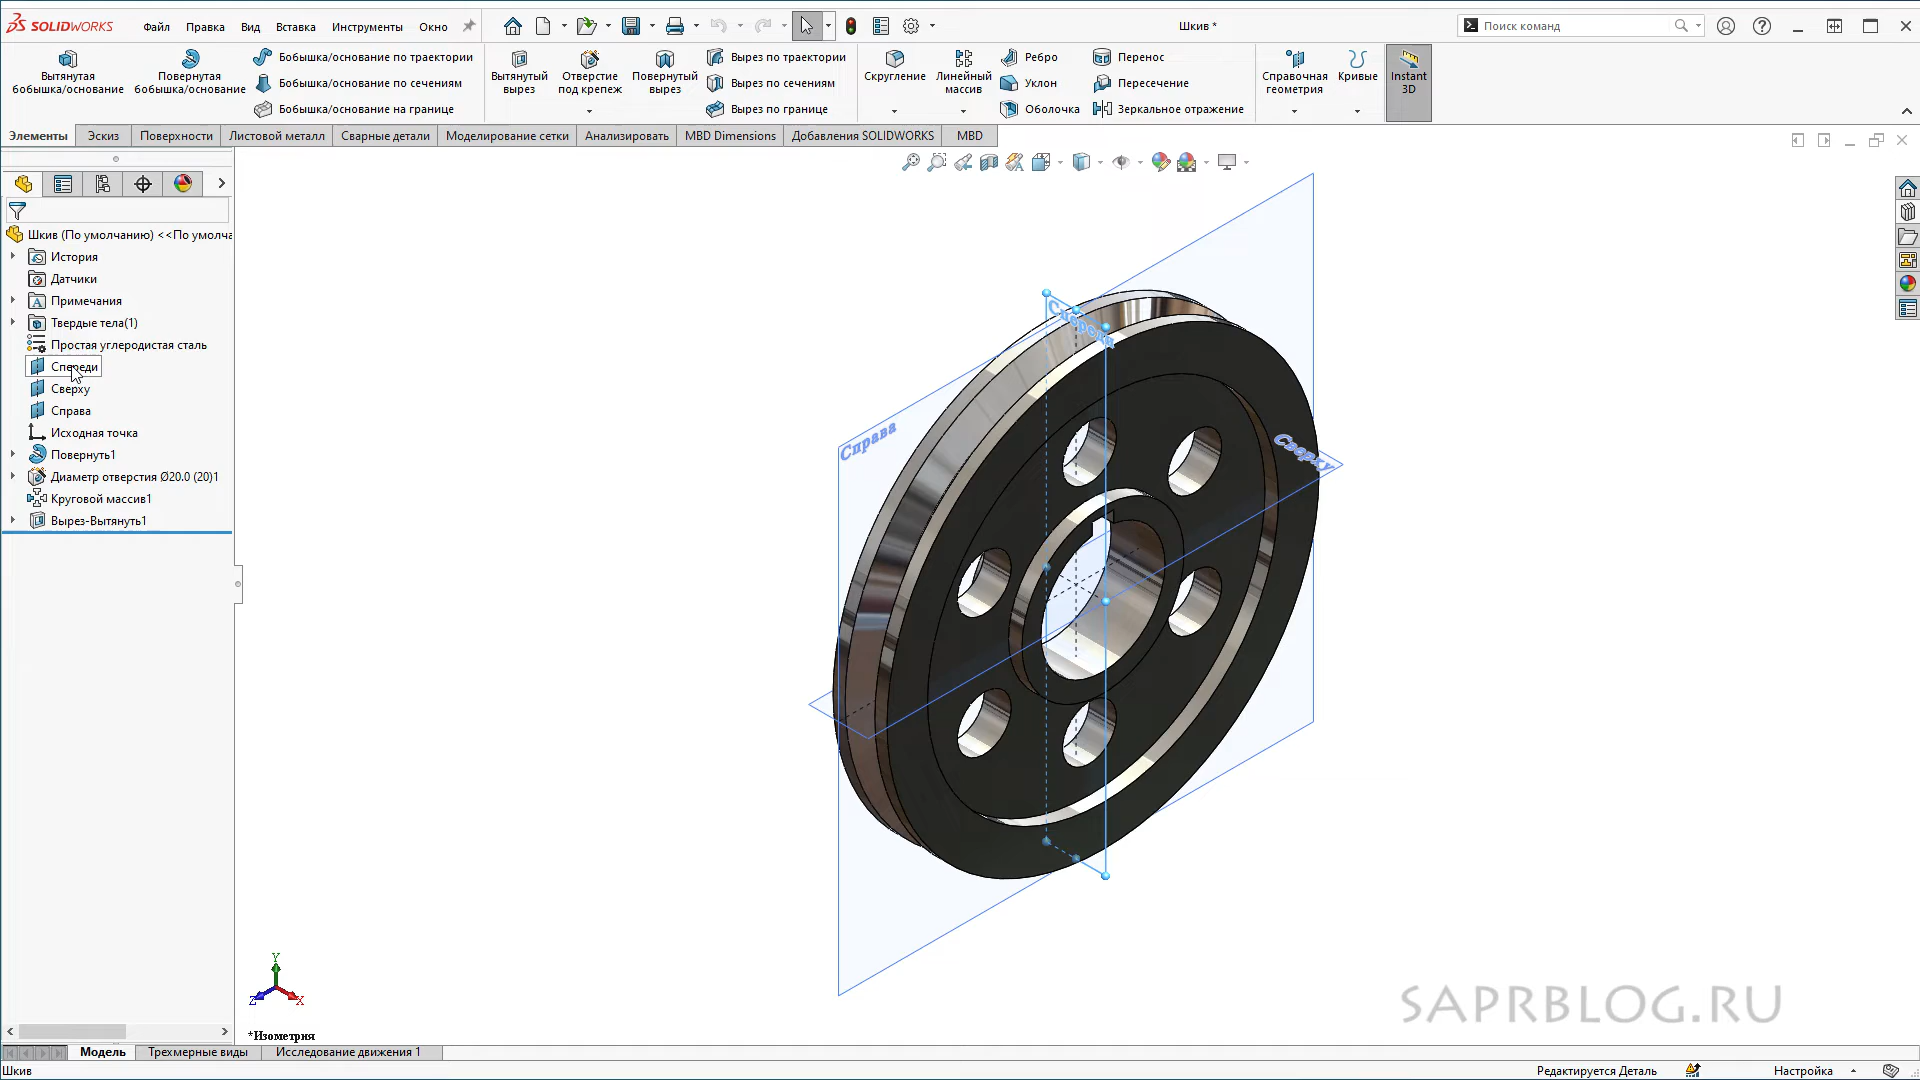 SOLIDWORKS Файл Правка Вид Вставка Инструменты Окно Шкив * Поиск команд
Вытянутая бобышка/основание
Повернутая бобышка/основание
Бобышка/основание по траектории
Бобышка/основание по сечениям
Бобышка/основание на границе
Вытянутый вырез
Отверстие под крепеж
Повернутый вырез
Вырез по траектории
Вырез по сечениям
Вырез по границе
Скругление
Линейный массив
Ребро
Уклон
Оболочка
Перенос
Пересечение
Зеркальное отражение
Справочная геометрия
Кривые
Instant 3D
Элементы Эскиз Поверхности Листовой металл Сварные детали Моделирование сетки Анализировать MBD Dimensions Добавления SOLIDWORKS MBD
Шкив (По умолчанию) <<По умолча
История
Датчики
Примечания
Твердые тела(1)
Простая углеродистая сталь
Спереди
Сверху
Справа
Исходная точка
Повернуть1
Диаметр отверстия Ø20.0 (20)1
Круговой массив1
Вырез-Вытянуть1
Спереди
Справа
Сверху
Y
Z
X
*Изометрия
SAPRBLOG.RU
Модель Трехмерные виды Исследование движения 1
Шкив Редактируется Деталь Настройка